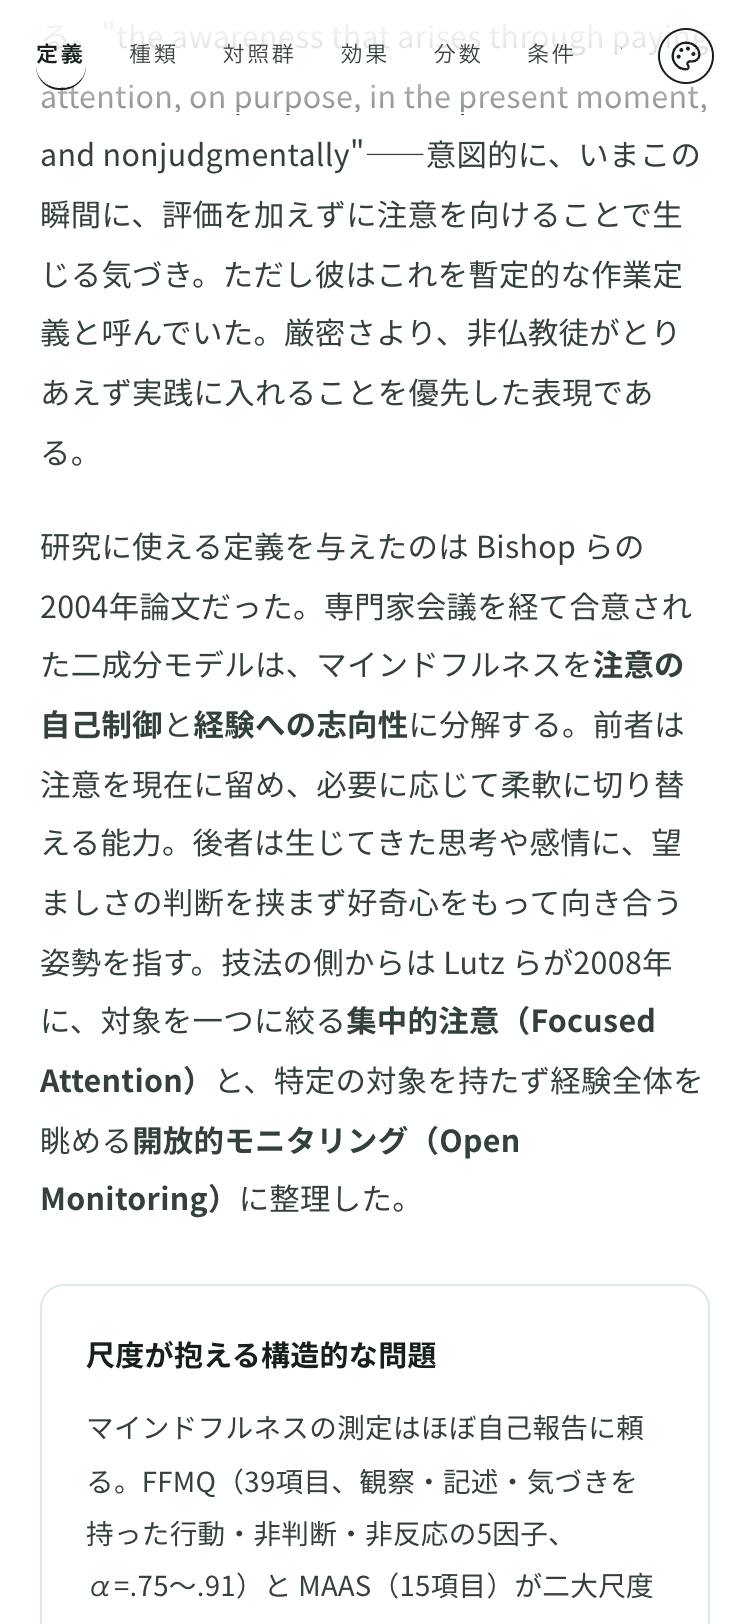 定義 種類 対照群 効果 分数 条件
る。"the awareness that arises through paying
attention, on purpose, in the present moment,
and nonjudgmentally"――意図的に、いまこの
瞬間に、評価を加えずに注意を向けることで生
じる気づき。ただし彼はこれを暫定的な作業定
義と呼んでいた。厳密さより、非仏教徒がとり
あえず実践に入れることを優先した表現であ
る。
研究に使える定義を与えたのは Bishop らの
2004年論文だった。専門家会議を経て合意され
た二成分モデルは、マインドフルネスを注意の
自己制御と経験への志向性に分解する。前者は
注意を現在に留め、必要に応じて柔軟に切り替
える能力。後者は生じてきた思考や感情に、望
ましさの判断を挟まず好奇心をもって向き合う
姿勢を指す。技法の側からは Lutz らが2008年
に、対象を一つに絞る集中的注意（Focused
Attention）と、特定の対象を持たず経験全体を
眺める開放的モニタリング（Open
Monitoring）に整理した。
尺度が抱える構造的な問題
マインドフルネスの測定はほぼ自己報告に頼
る。FFMQ（39項目、観察・記述・気づきを
持った行動・非判断・非反応の5因子、
α=.75〜.91）と MAAS（15項目）が二大尺度